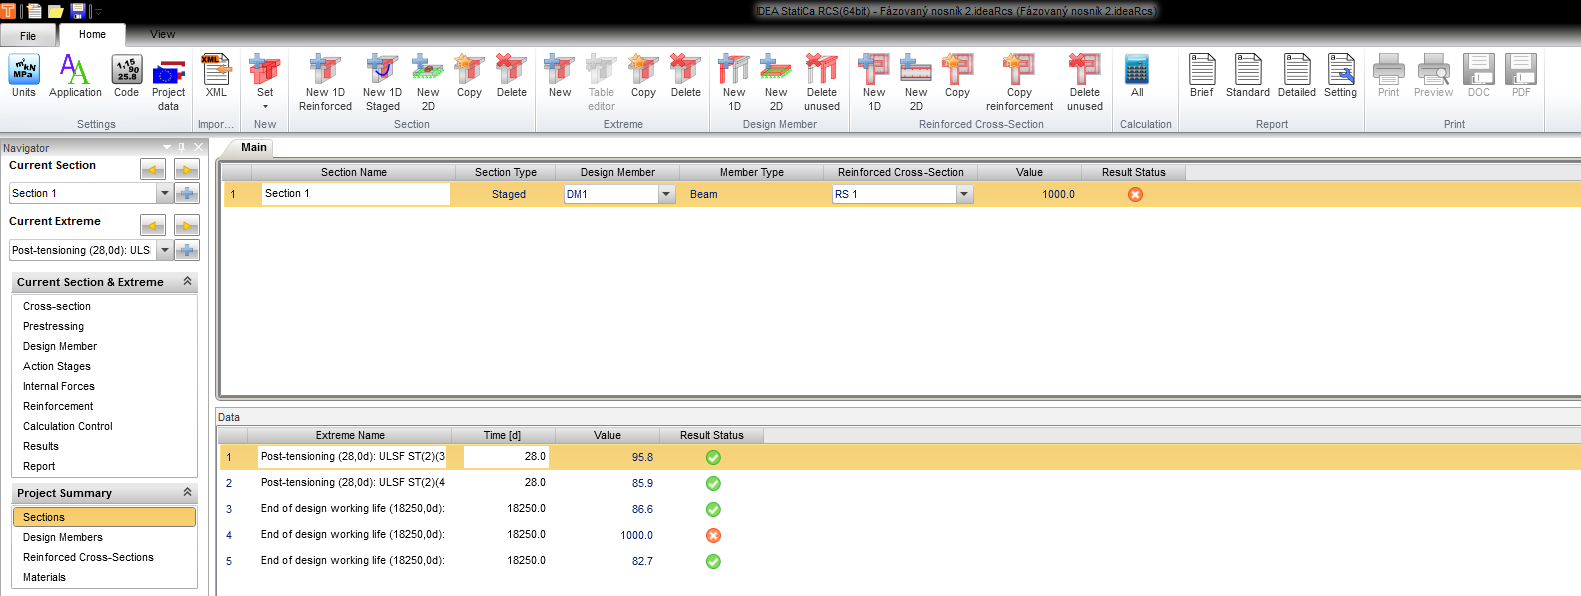 IDEA StatiCa RCS(64bit) - Fázovaný nosník 2.ideaRcs (Fázovaný nosník 2.ideaRcs)
File Home View
Units Application Code Project data XML Set New 1D Reinforced New 1D Staged New 2D Copy Delete New Table editor Copy Delete New 1D New 2D Delete unused New 1D New 2D Copy Copy reinforcement Delete unused All Brief Standard Detailed Setting Print Preview DOC PDF
Settings Impor... New Section Extreme Design Member Reinforced Cross-Section Calculation Report Print
Navigator
Current Section
Section 1
Current Extreme
Post-tensioning (28,0d): ULS
Current Section & Extreme
Cross-section
Prestressing
Design Member
Action Stages
Internal Forces
Reinforcement
Calculation Control
Results
Report
Project Summary
Sections
Design Members
Reinforced Cross-Sections
Materials
Main
Section Name Section Type Design Member Member Type Reinforced Cross-Section Value Result Status
1 Section 1 Staged DM1 Beam RS 1 1000.0
Data
Extreme Name Time [d] Value Result Status
1 Post-tensioning (28,0d): ULSF ST(2)(3 28.0 95.8
2 Post-tensioning (28,0d): ULSF ST(2)(4 28.0 85.9
3 End of design working life (18250,0d): 18250.0 86.6
4 End of design working life (18250,0d): 18250.0 1000.0
5 End of design working life (18250,0d): 18250.0 82.7